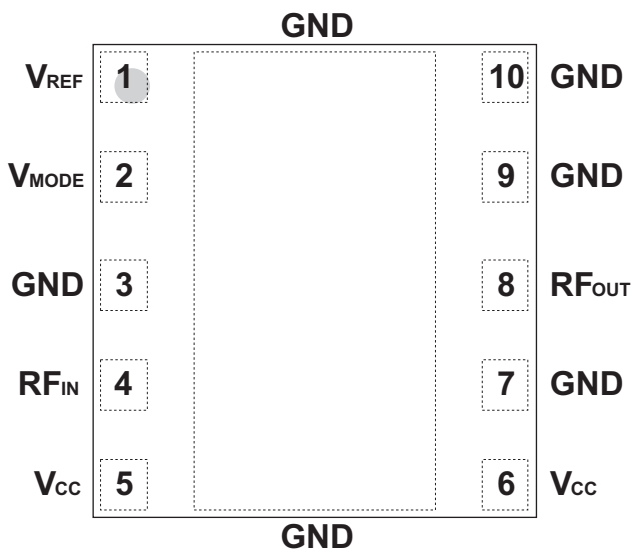 GND
VREF 1 10 GND
VMODE 2 9 GND
GND 3 8 RFOUT
RFIN 4 7 GND
VCC 5 6 VCC
GND